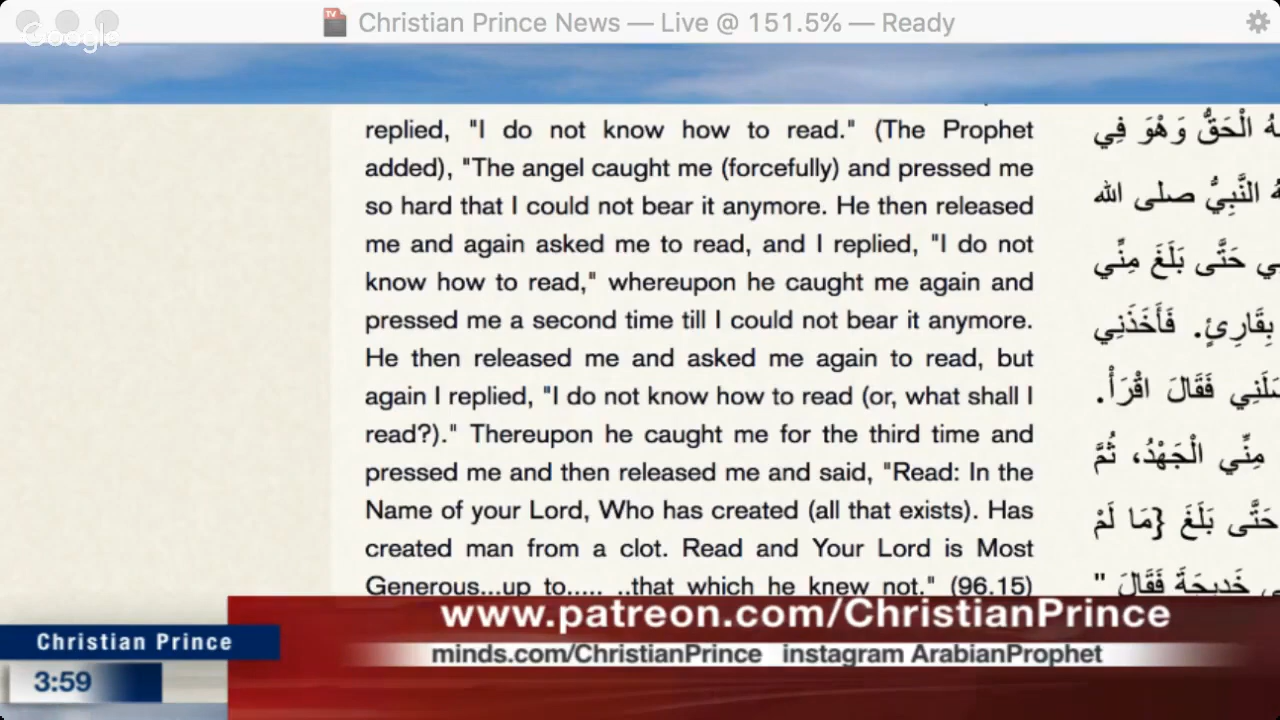 Christian Prince News — Live @ 151.5% — Ready
Google
replied, "I do not know how to read." (The Prophet
added), "The angel caught me (forcefully) and pressed me
so hard that I could not bear it anymore. He then released
me and again asked me to read, and I replied, "I do not
know how to read," whereupon he caught me again and
pressed me a second time till I could not bear it anymore.
He then released me and asked me again to read, but
again I replied, "I do not know how to read (or, what shall I
read?)." Thereupon he caught me for the third time and
pressed me and then released me and said, "Read: In the
Name of your Lord, Who has created (all that exists). Has
created man from a clot. Read and Your Lord is Most
Generous...up to..... ..that which he knew not." (96.15)
الْحَقُّ وَهْوَ فِي
النَّبِيُّ صلى الله
حَتَّى بَلَغَ مِنِّي
بِقَارِئٍ. فَأَخَذَنِي
فَقَالَ اقْرَأْ.
مِنِّي الْجَهْدُ، ثُمَّ
حَتَّى بَلَغَ {مَا لَمْ
خَدِيجَةَ فَقَالَ "
www.patreon.com/ChristianPrince
minds.com/ChristianPrince instagram ArabianProphet
Christian Prince
3:59